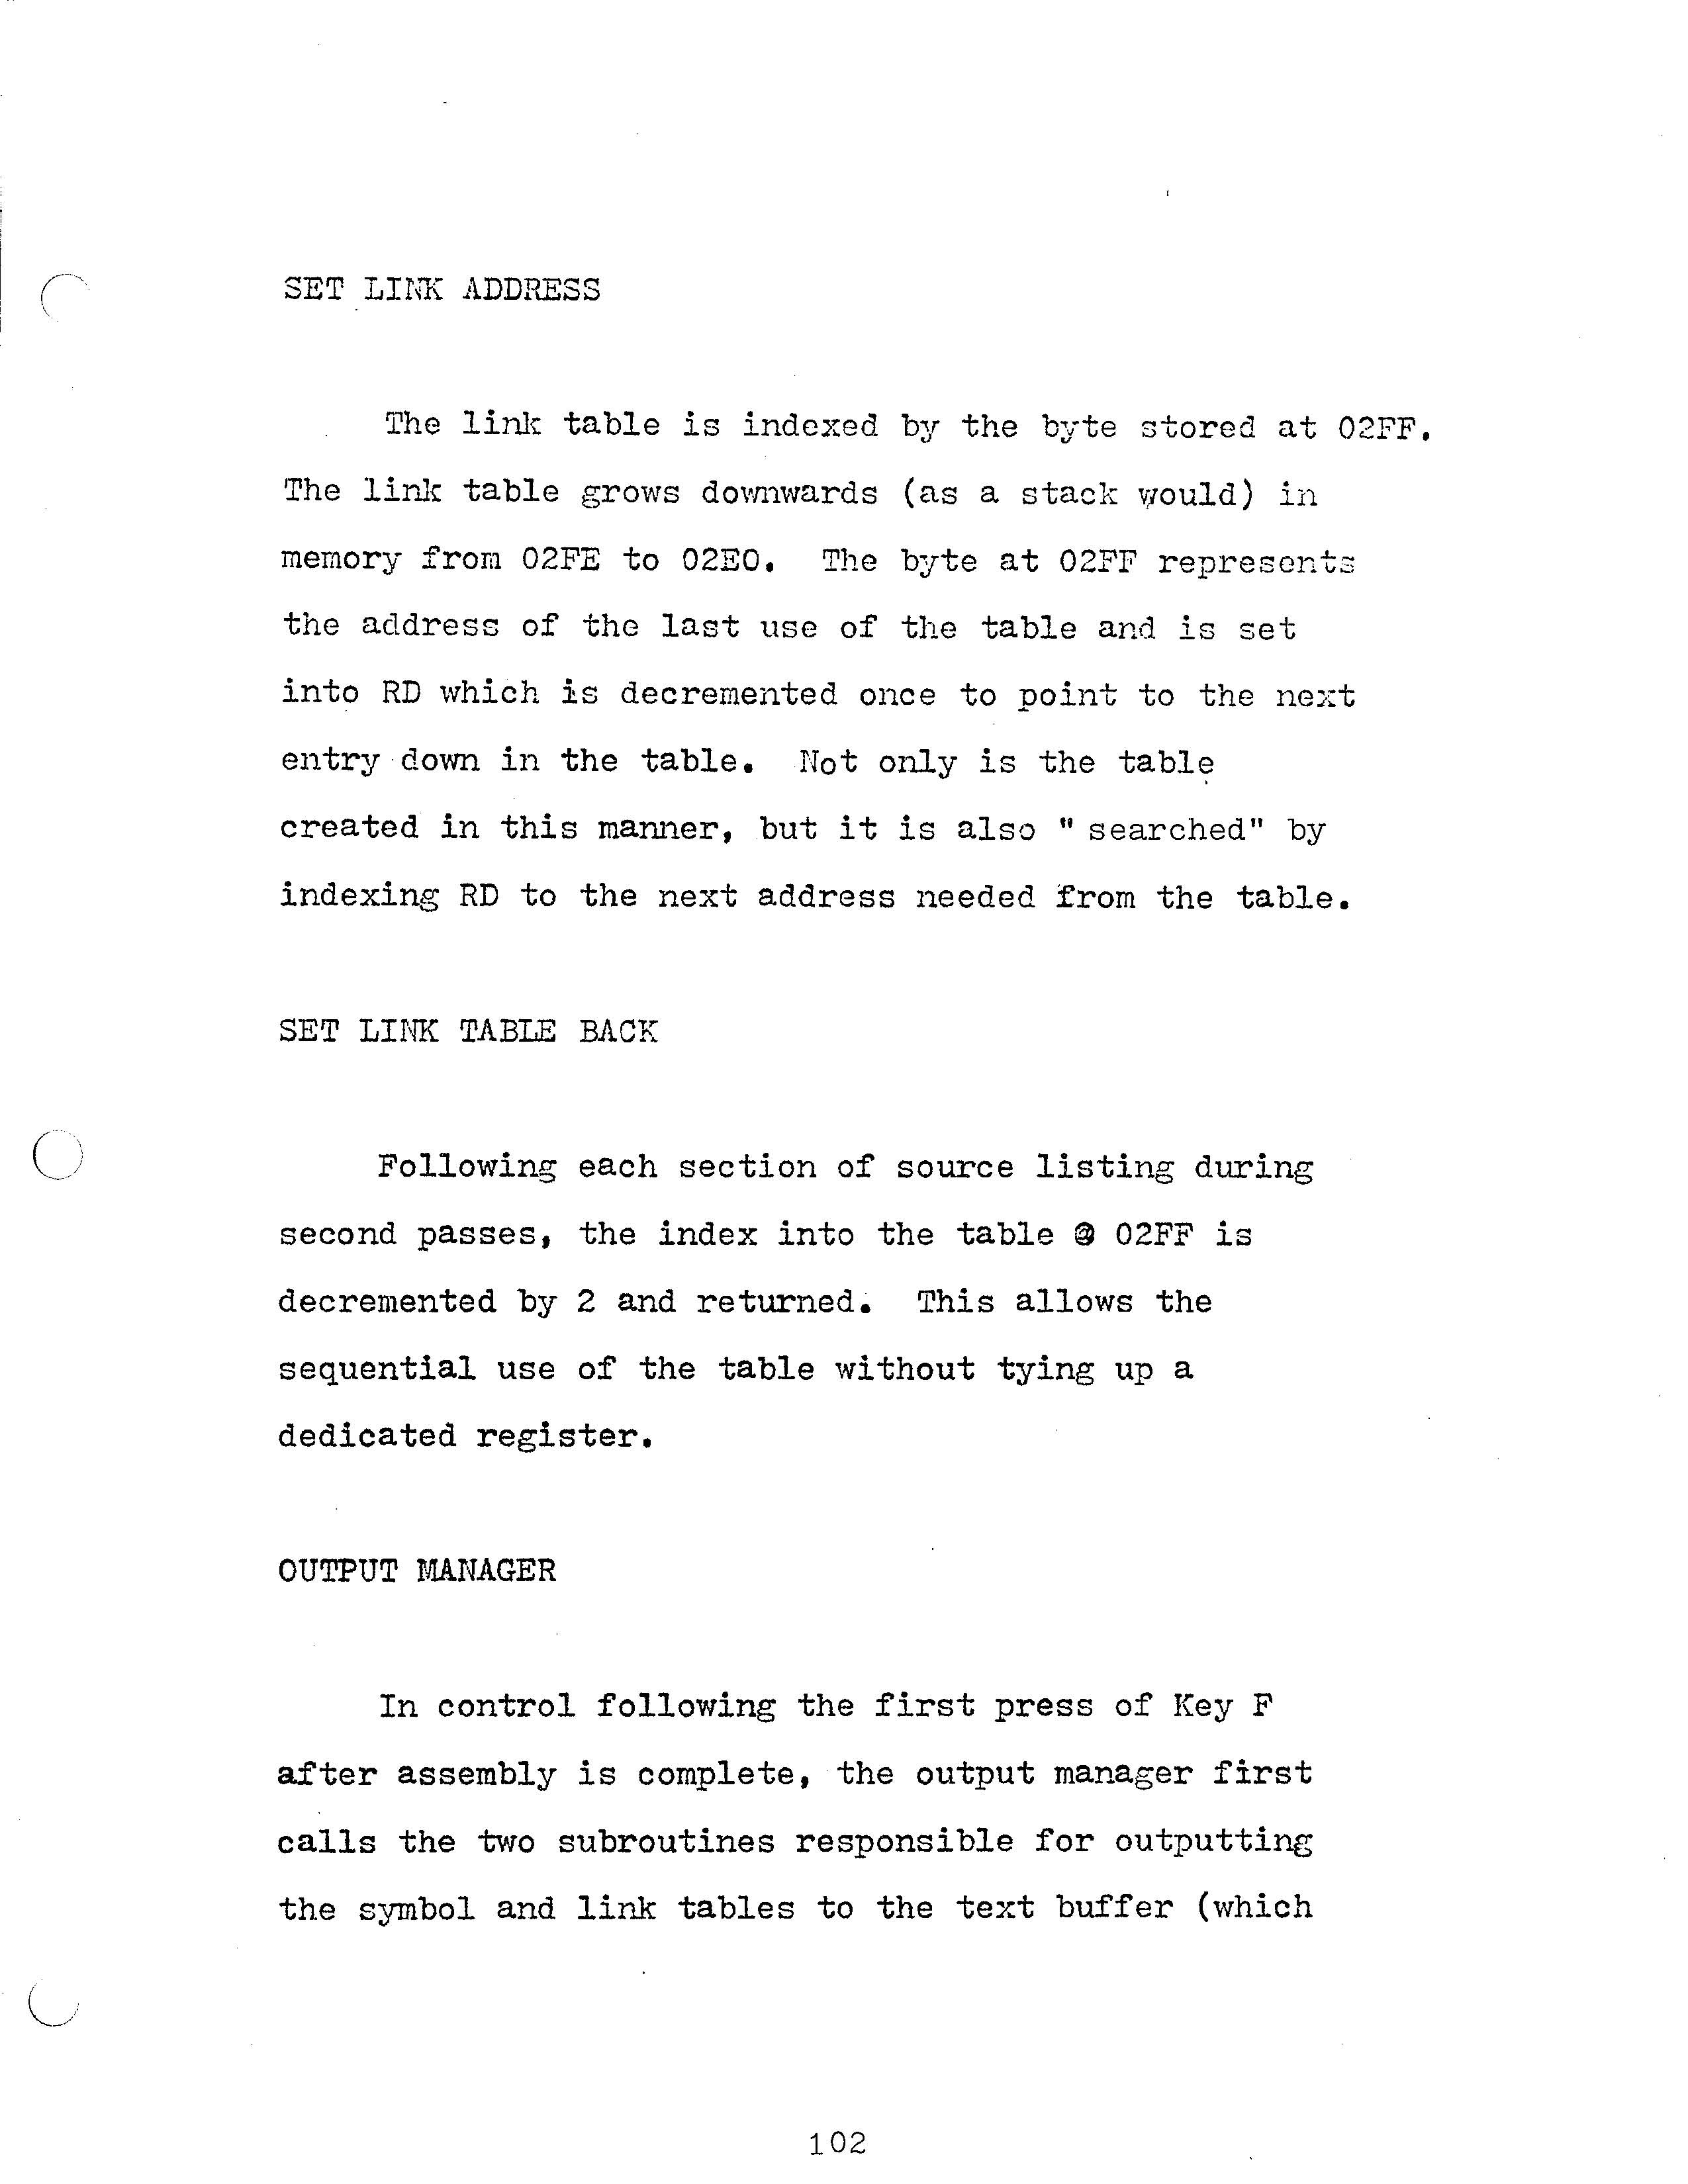 SET LINK ADDRESS
The link table is indexed by the byte stored at 02FF.
The link table grows downwards (as a stack would) in
memory from 02FE to 02E0.  The byte at 02FF represents
the address of the last use of the table and is set
into RD which is decremented once to point to the next
entry down in the table.  Not only is the table
created in this manner, but it is also " searched" by
indexing RD to the next address needed from the table.
SET LINK TABLE BACK
Following each section of source listing during
second passes, the index into the table @ 02FF is
decremented by 2 and returned.  This allows the
sequential use of the table without tying up a
dedicated register.
OUTPUT MANAGER
In control following the first press of Key F
after assembly is complete, the output manager first
calls the two subroutines responsible for outputting
the symbol and link tables to the text buffer (which
102